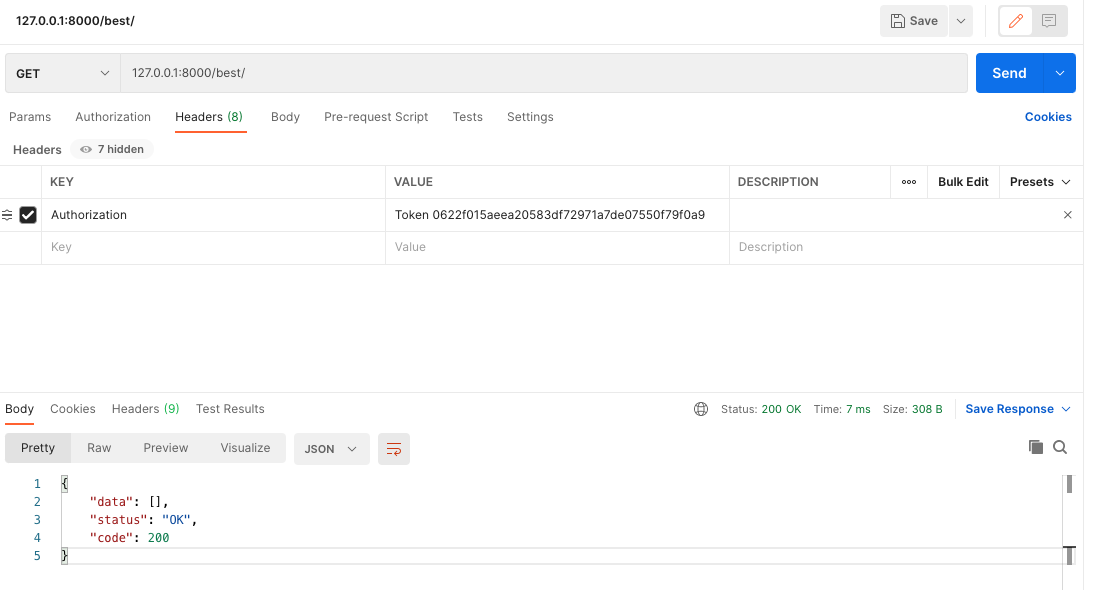 127.0.0.1:8000/best/
Save
GET 127.0.0.1:8000/best/ Send
Params Authorization Headers (8) Body Pre-request Script Tests Settings Cookies
Headers 7 hidden
KEY VALUE DESCRIPTION Bulk Edit Presets
Authorization Token 0622f015aeea20583df72971a7de07550f79f0a9
Key Value Description
Body Cookies Headers (9) Test Results Status: 200 OK Time: 7 ms Size: 308 B Save Response
Pretty Raw Preview Visualize JSON
1 {
2 "data": [],
3 "status": "OK",
4 "code": 200
5 }